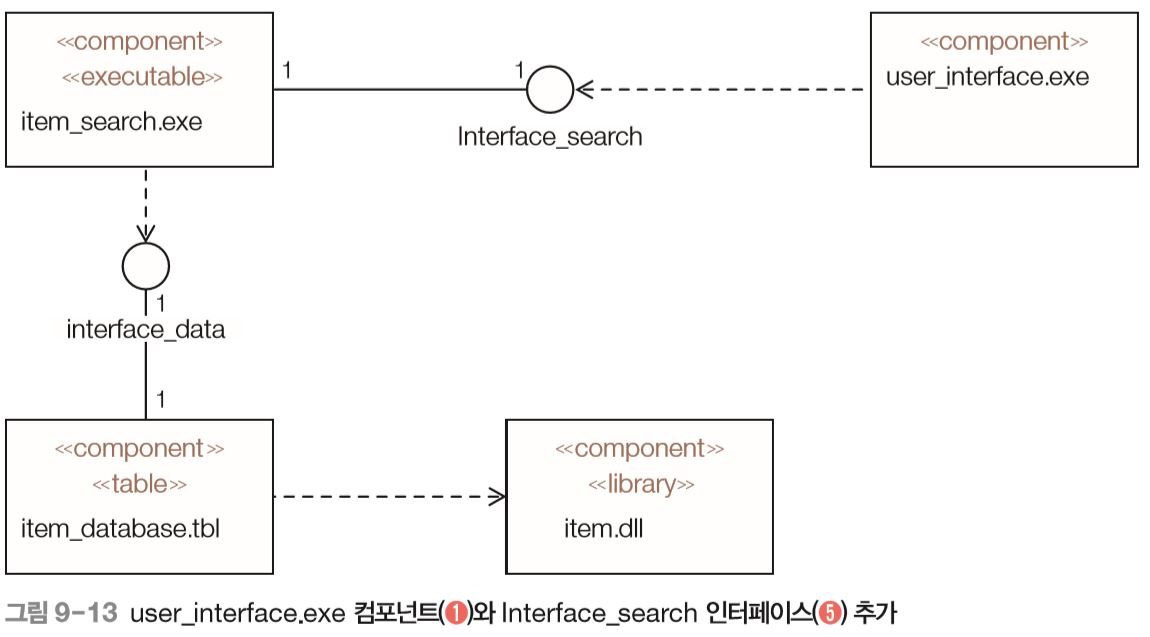 <<component>>
<<executable>>
item_search.exe
1
1
Interface_search
<<component>>
user_interface.exe
1
interface_data
1
<<component>>
<<table>>
item_database.tbl
<<component>>
<<library>>
item.dll
그림 9-13 user_interface.exe 컴포넌트(❶)와 Interface_search 인터페이스(❺) 추가